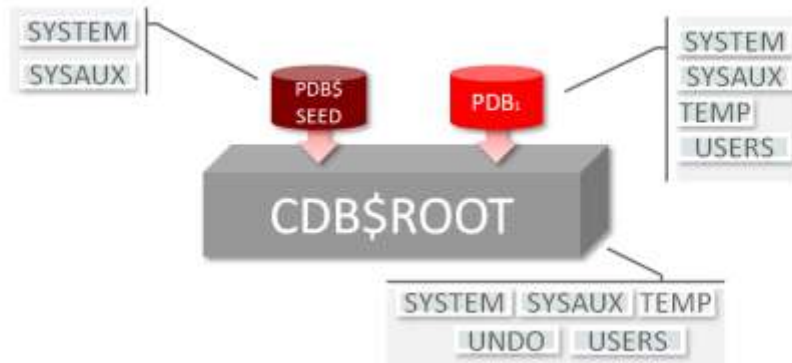 SYSTEM
SYSAUX
PDB$
SEED
PDB₁
SYSTEM
SYSAUX
TEMP
USERS
CDB$ROOT
SYSTEM SYSAUX TEMP
UNDO USERS